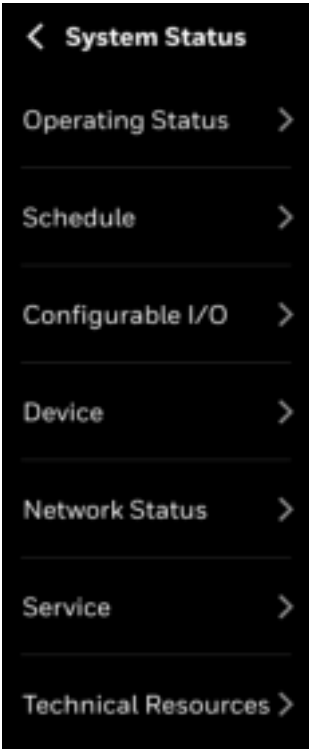 System Status
Operating Status
Schedule
Configurable I/O
Device
Network Status
Service
Technical Resources